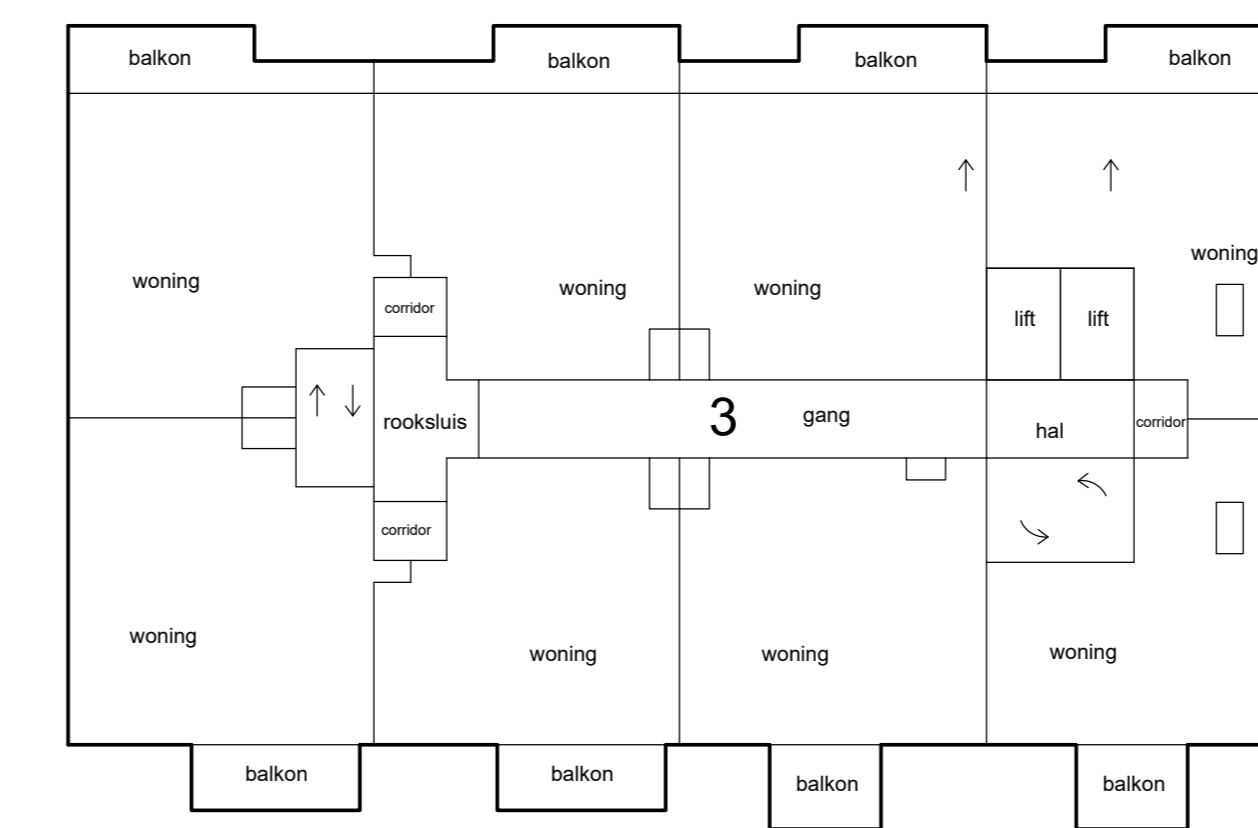 balkon
balkon
balkon
balkon
woning
woning
woning
woning
corridor
lift
lift
rooksluis
3
gang
hal
corridor
corridor
woning
woning
woning
woning
balkon
balkon
balkon
balkon